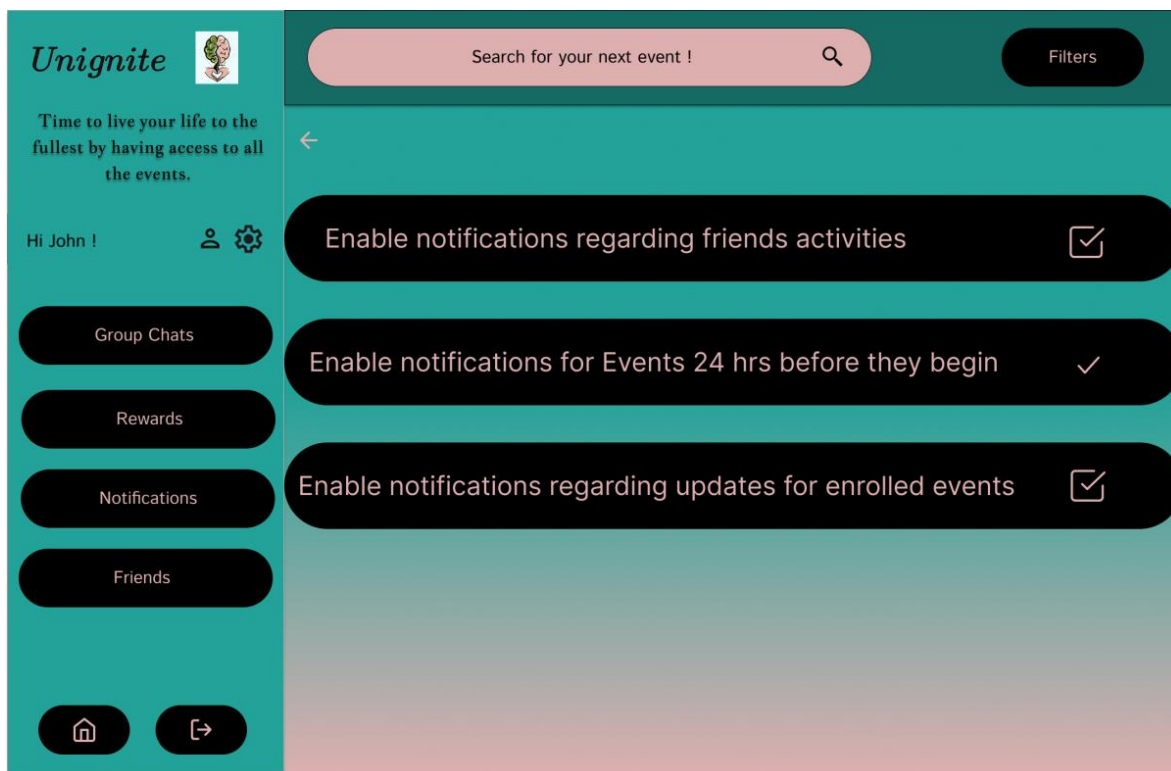 Unignite
Time to live your life to the
fullest by having access to all
the events.
Hi John !
Group Chats
Rewards
Notifications
Friends
Search for your next event !
Filters
Enable notifications regarding friends activities
Enable notifications for Events 24 hrs before they begin
Enable notifications regarding updates for enrolled events